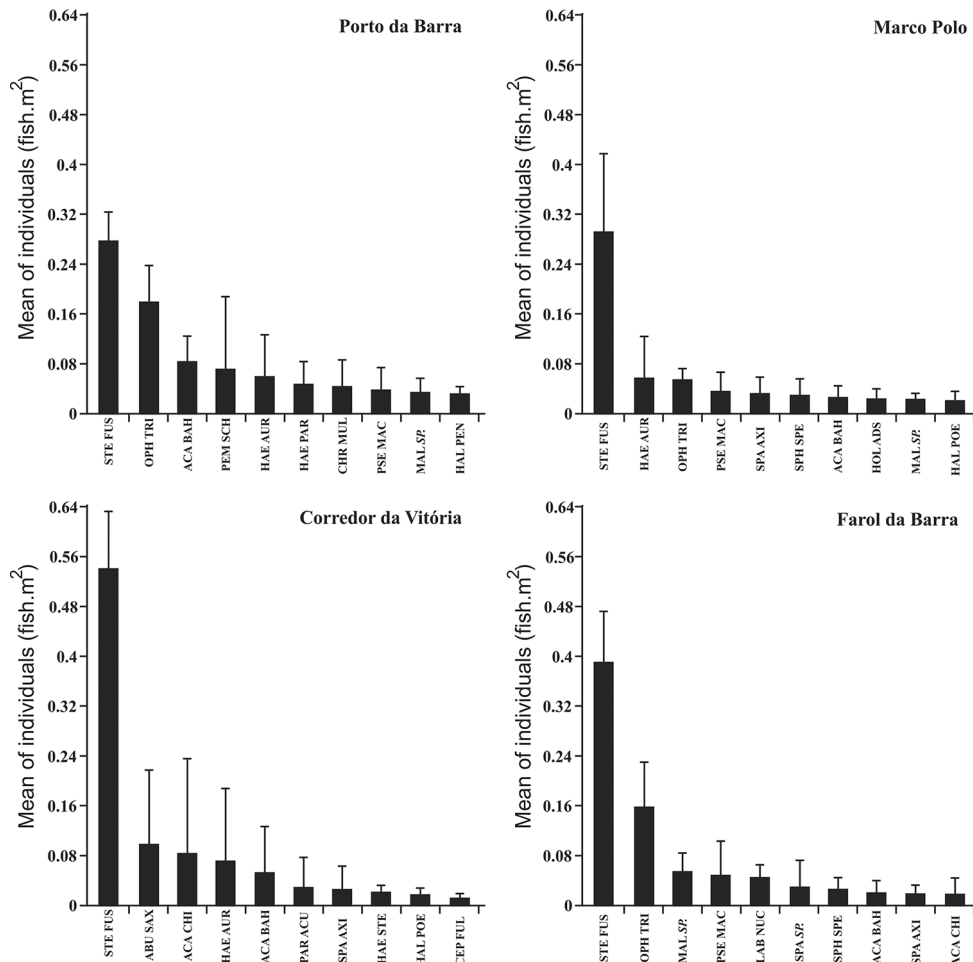 Porto da Barra
Mean of individuals (fish.m2)
0.64
0.56
0.48
0.4
0.32
0.24
0.16
0.08
0
STE FUS
OPH TRI
ACA BAH
PEM SCH
HAE AUR
HAE PAR
CHR MUL
PSE MAC
MAL SP.
HAL PEN
Marco Polo
Mean of individuals (fish.m2)
0.64
0.56
0.48
0.4
0.32
0.24
0.16
0.08
0
STE FUS
HAE AUR
OPH TRI
PSE MAC
SPA AXI
SPH SPE
ACA BAH
HOL ADS
MAL SP.
HAL POE
Corredor da Vitória
Mean of individuals (fish.m2)
0.64
0.56
0.48
0.4
0.32
0.24
0.16
0.08
0
STE FUS
ABU SAX
ACA CHI
HAE AUR
ACA BAH
PAR ACU
SPA AXI
HAE STE
HAL POE
CEP FUL
Farol da Barra
Mean of individuals (fish.m2)
0.64
0.56
0.48
0.4
0.32
0.24
0.16
0.08
0
STE FUS
OPH TRI
MAL SP.
PSE MAC
LAB NUC
SPA SP.
SPH SPE
ACA BAH
SPA AXI
ACA CHI